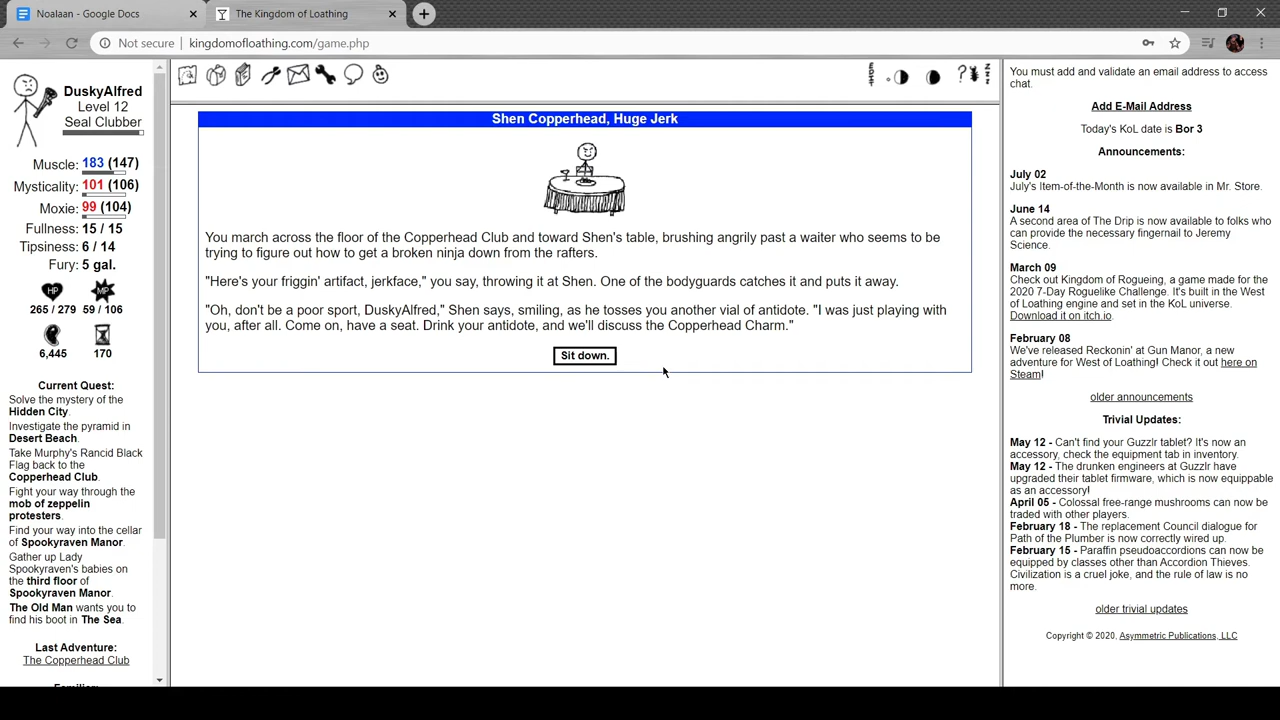 Noalaan - Google Docs
The Kingdom of Loathing
Not secure | kingdomofloathing.com/game.php
DuskyAlfred
Level 12
Seal Clubber
Muscle: 183 (147)
Mysticality: 101 (106)
Moxie: 99 (104)
Fullness: 15 / 15
Tipsiness: 6 / 14
Fury: 5 gal.
HP MP
265 / 279 59 / 106
6,445 170
Current Quest:
Solve the mystery of the
Hidden City.
Investigate the pyramid in
Desert Beach.
Take Murphy's Rancid Black
Flag back to the
Copperhead Club.
Fight your way through the
mob of zeppelin
protesters.
Find your way into the cellar
of Spookyraven Manor.
Gather up Lady
Spookyraven's babies on
the third floor of
Spookyraven Manor.
The Old Man wants you to
find his boot in The Sea.
Last Adventure:
The Copperhead Club
Shen Copperhead, Huge Jerk
You march across the floor of the Copperhead Club and toward Shen's table, brushing angrily past a waiter who seems to be
trying to figure out how to get a broken ninja down from the rafters.
"Here's your friggin' artifact, jerkface," you say, throwing it at Shen. One of the bodyguards catches it and puts it away.
"Oh, don't be a poor sport, DuskyAlfred," Shen says, smiling, as he tosses you another vial of antidote. "I was just playing with
you, after all. Come on, have a seat. Drink your antidote, and we'll discuss the Copperhead Charm."
Sit down.
You must add and validate an email address to access
chat.
Add E-Mail Address
Today's KoL date is Bor 3
Announcements:
July 02
July's Item-of-the-Month is now available in Mr. Store.
June 14
A second area of The Drip is now available to folks who
can provide the necessary fingernail to Jeremy
Science.
March 09
Check out Kingdom of Rogueing, a game made for the
2020 7-Day Roguelike Challenge. It's built in the West
of Loathing engine and set in the KoL universe.
Download it on itch.io.
February 08
We've released Reckonin' at Gun Manor, a new
adventure for West of Loathing! Check it out here on
Steam!
older announcements
Trivial Updates:
May 12 - Can't find your Guzzlr tablet? It's now an
accessory, check the equipment tab in inventory.
May 12 - The drunken engineers at Guzzlr have
upgraded their tablet firmware, which is now equippable
as an accessory!
April 05 - Colossal free-range mushrooms can now be
traded with other players.
February 18 - The replacement Council dialogue for
Path of the Plumber is now correctly wired up.
February 15 - Paraffin pseudoaccordions can now be
equipped by classes other than Accordion Thieves.
Civilization is a cruel joke, and the rule of law is no
more.
older trivial updates
Copyright © 2020, Asymmetric Publications, LLC